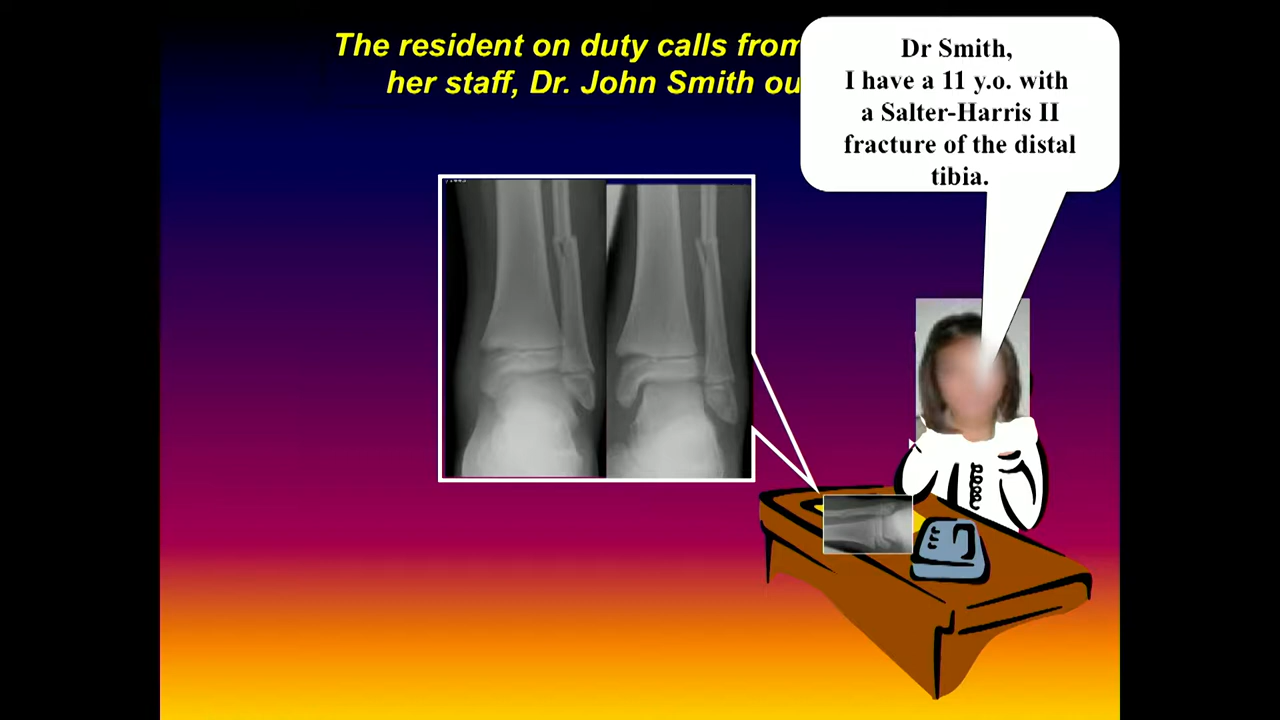 The resident on duty calls from
her staff, Dr. John Smith ou
Dr Smith,
I have a 11 y.o. with
a Salter-Harris II
fracture of the distal
tibia.